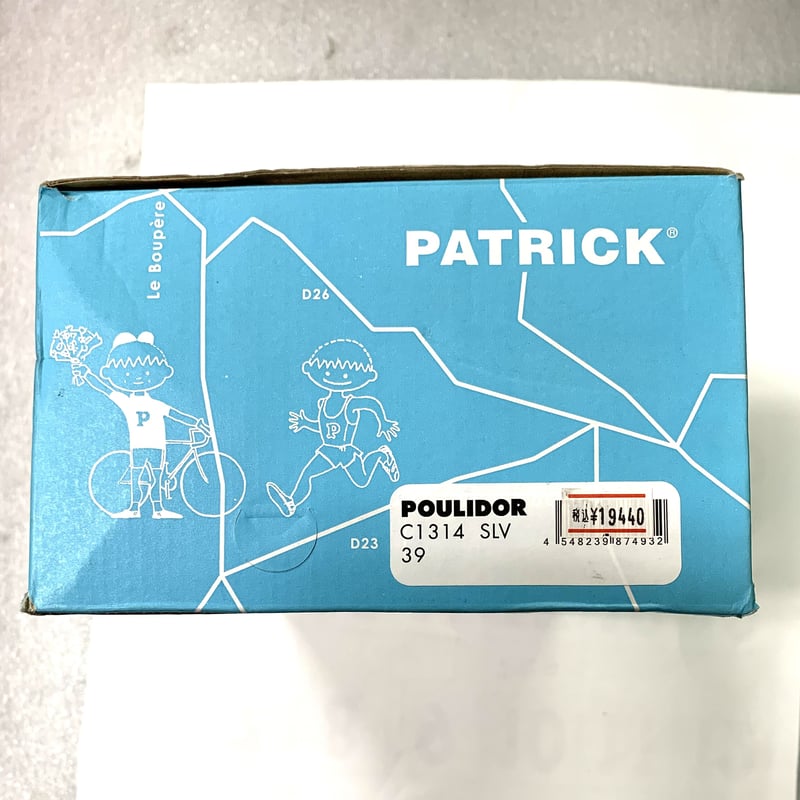 Le Boupère
PATRICK®
D26
P
P
D23
POULIDOR
C1314 SLV
39
税込¥19440
4 548239 874932